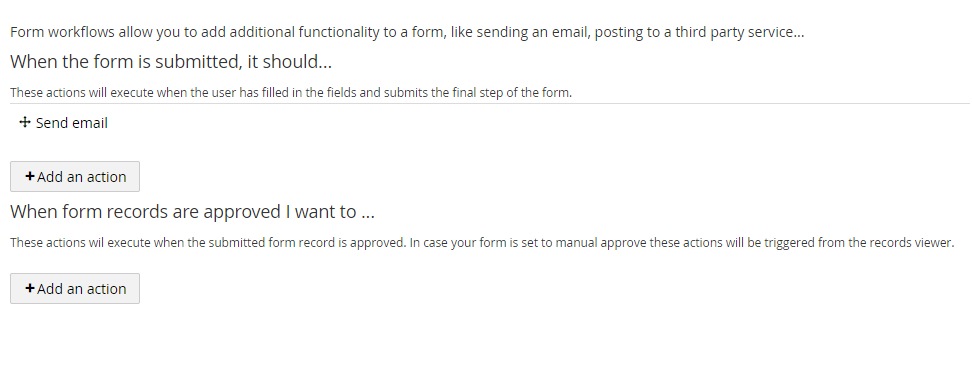 Form workflows allow you to add additional functionality to a form, like sending an email, posting to a third party service...
When the form is submitted, it should...
These actions will execute when the user has filled in the fields and submits the final step of the form.
Send email
+Add an action
When form records are approved I want to ...
These actions wil execute when the submitted form record is approved. In case your form is set to manual approve these actions will be triggered from the records viewer.
+Add an action